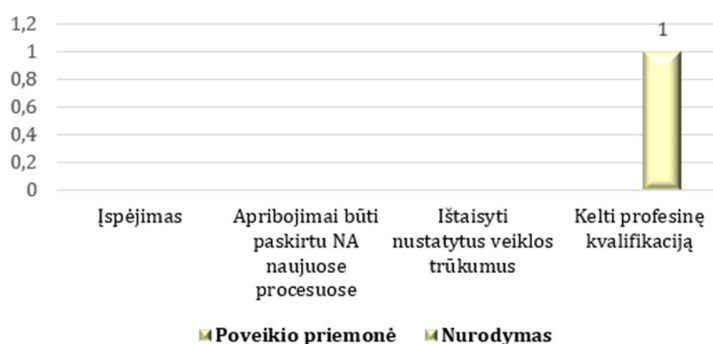 1,2
1
0,8
0,6
0,4
0,2
0
1
Įspėjimas
Apribojimai būti
paskirtu NA
naujuose
procesuose
Ištaisyti
nustatytus veiklos
trūkumus
Kelti profesinę
kvalifikaciją
Poveikio priemonė
Nurodymas